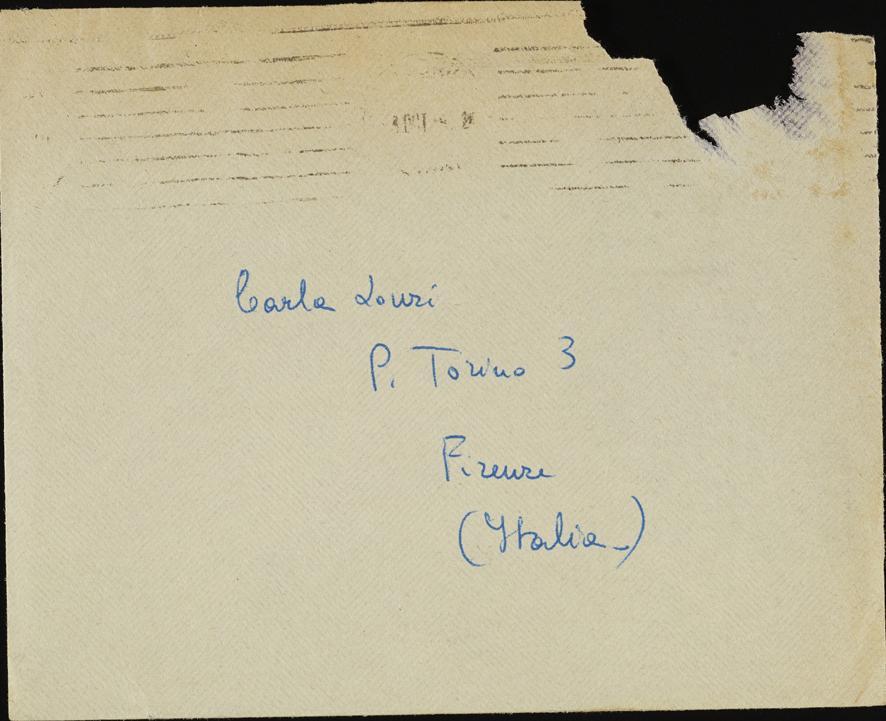 Carla Lonzi
P. Torino 3
Firenze
(Italia-)